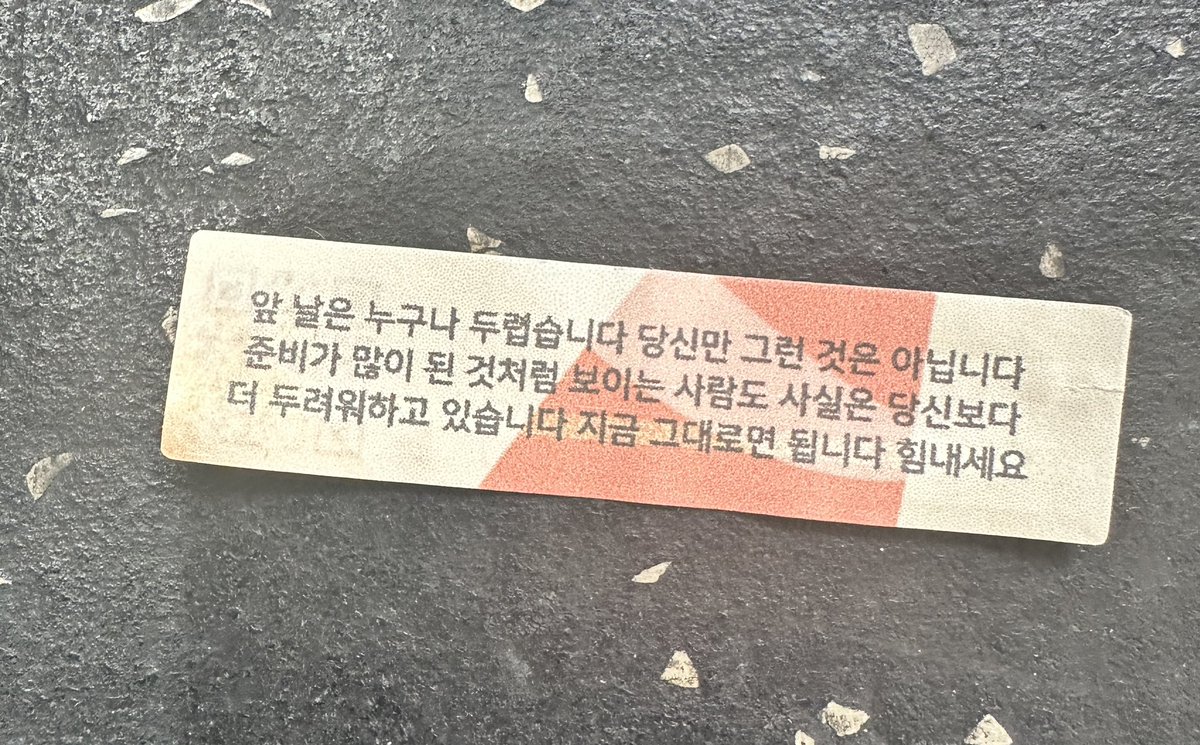 앞 날은 누구나 두렵습니다 당신만 그런 것은 아닙니다
준비가 많이 된 것처럼 보이는 사람도 사실은 당신보다
더 두려워하고 있습니다 지금 그대로면 됩니다 힘내세요